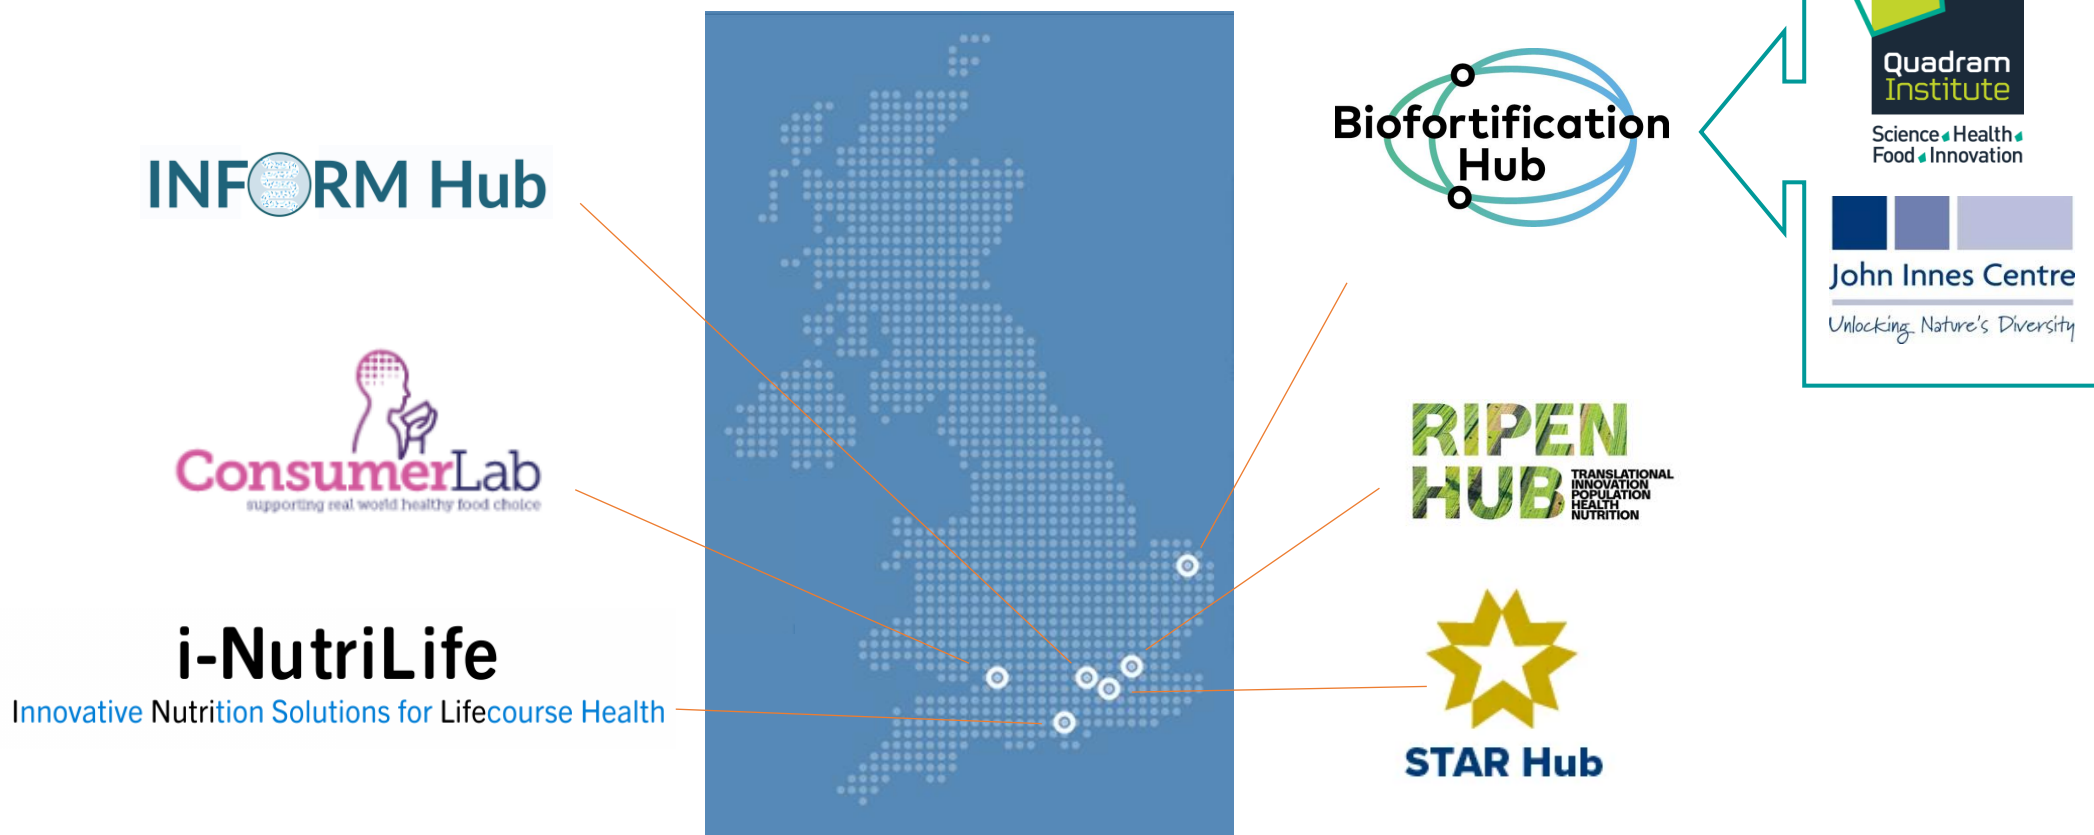 INFORM Hub
ConsumerLab
supporting real world healthy food choice
i-NutriLife
Innovative Nutrition Solutions for Lifecourse Health
Biofortification
Hub
Quadram
Institute
Science Health
Food Innovation
John Innes Centre
Unlocking Nature's Diversity
RIPEN
HUB
TRANSLATIONAL
INNOVATION
POPULATION
HEALTH
NUTRITION
STAR Hub